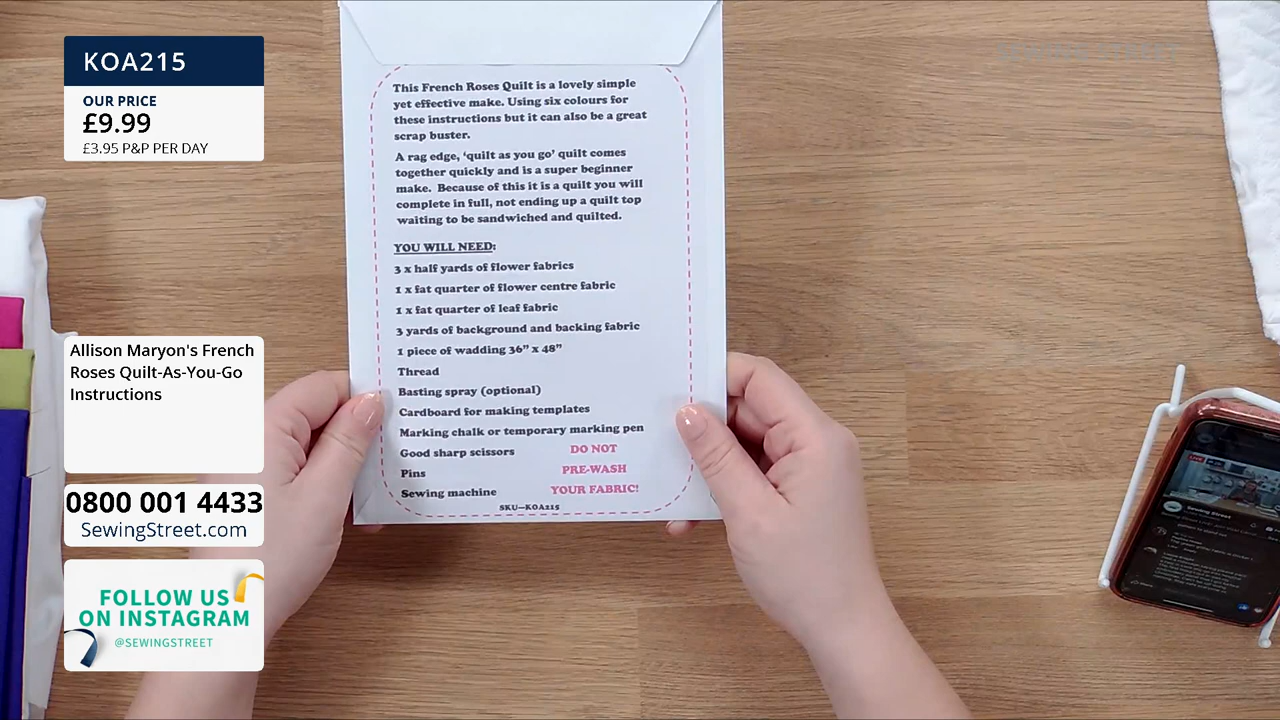 KOA215
OUR PRICE
£9.99
£3.95 P&P PER DAY
Allison Maryon's French
Roses Quilt-As-You-Go
Instructions
0800 001 4433
SewingStreet.com
FOLLOW US
ON INSTAGRAM
@SEWINGSTREET
SEWING STREET
This French Roses Quilt is a lovely simple
yet effective make. Using six colours for
these instructions but it can also be a great
scrap buster.
A rag edge, ‘quilt as you go’ quilt comes
together quickly and is a super beginner
make. Because of this it is a quilt you will
complete in full, not ending up a quilt top
waiting to be sandwiched and quilted.
YOU WILL NEED:
3 x half yards of flower fabrics
1 x fat quarter of flower centre fabric
1 x fat quarter of leaf fabric
3 yards of background and backing fabric
1 piece of wadding 36” x 48”
Thread
Basting spray (optional)
Cardboard for making templates
Marking chalk or temporary marking pen
Good sharp scissors
Pins
Sewing machine
DO NOT
PRE-WASH
YOUR FABRIC!
SKU—KOA215
LIVE
Sewing Street